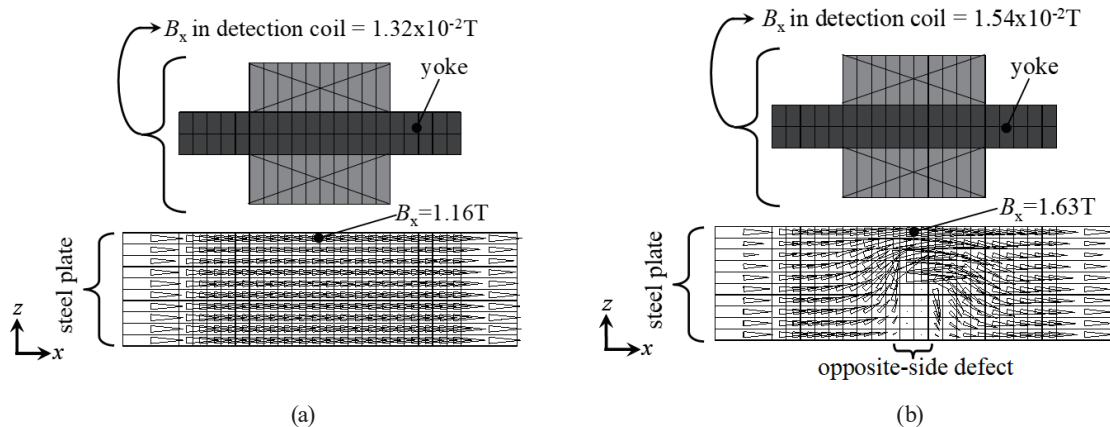 Bx in detection coil = 1.32x10-2T
yoke
Bx=1.16T
steel plate
z
x
(a)
Bx in detection coil = 1.54x10-2T
yoke
Bx=1.63T
steel plate
z
x
opposite-side defect
(b)